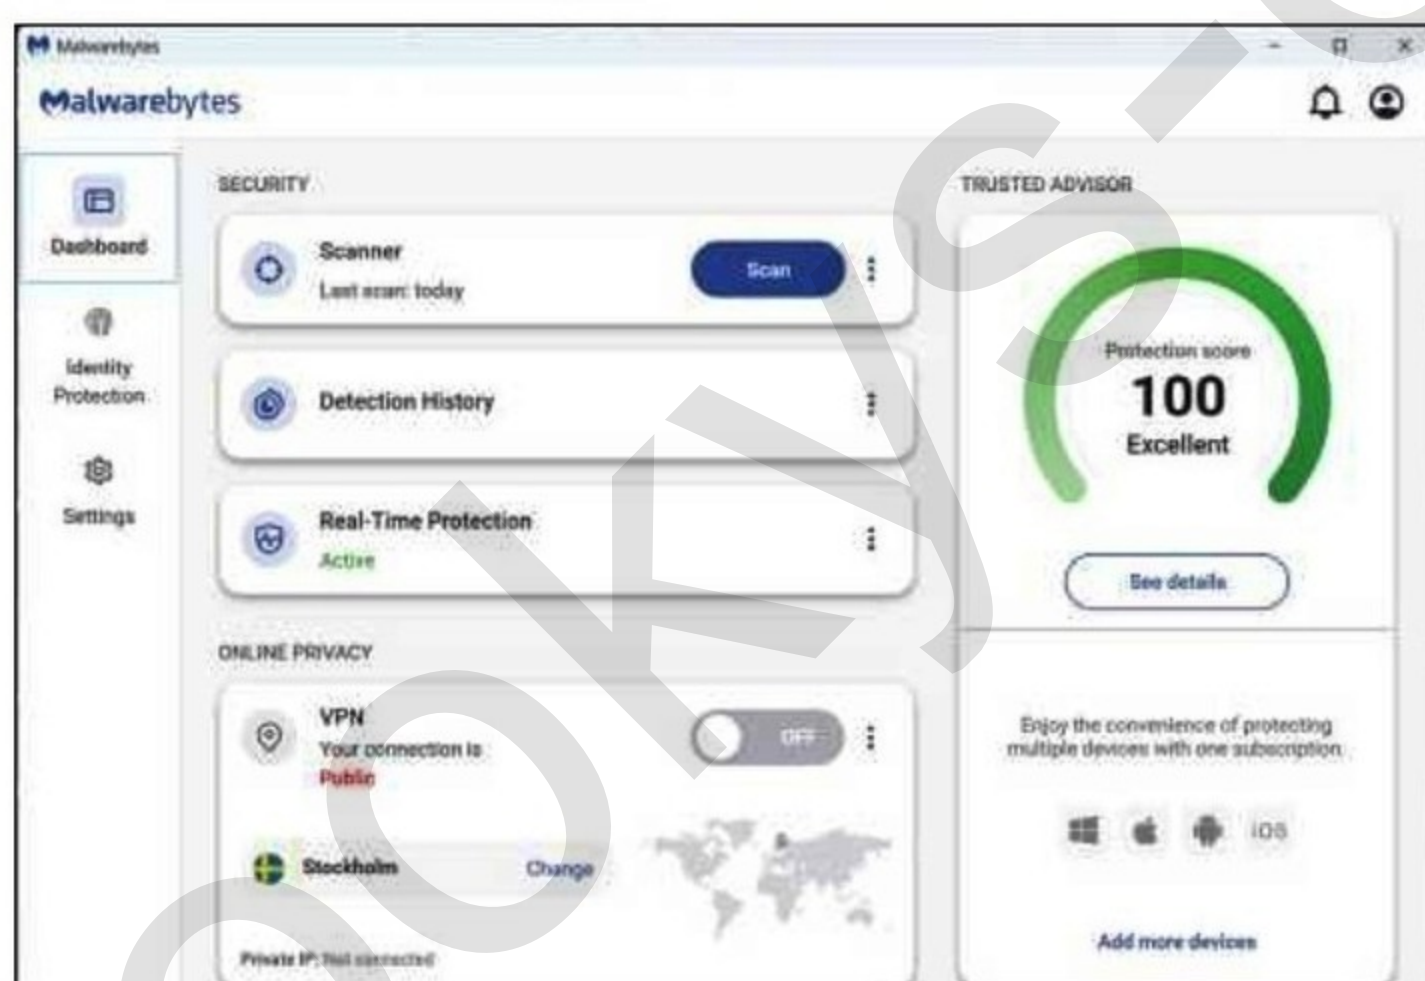 Malwarebytes
Malwarebytes
Dashboard
Identity
Protection
Settings
SECURITY
Scanner
Last scan: today
Scan
Detection History
Real-Time Protection
Active
ONLINE PRIVACY
VPN
Your connection is
Public
OFF
Stockholm
Change
Private IP: Not connected
TRUSTED ADVISOR
Protection score
100
Excellent
See details
Enjoy the convenience of protecting
multiple devices with one subscription
iOS
Add more devices